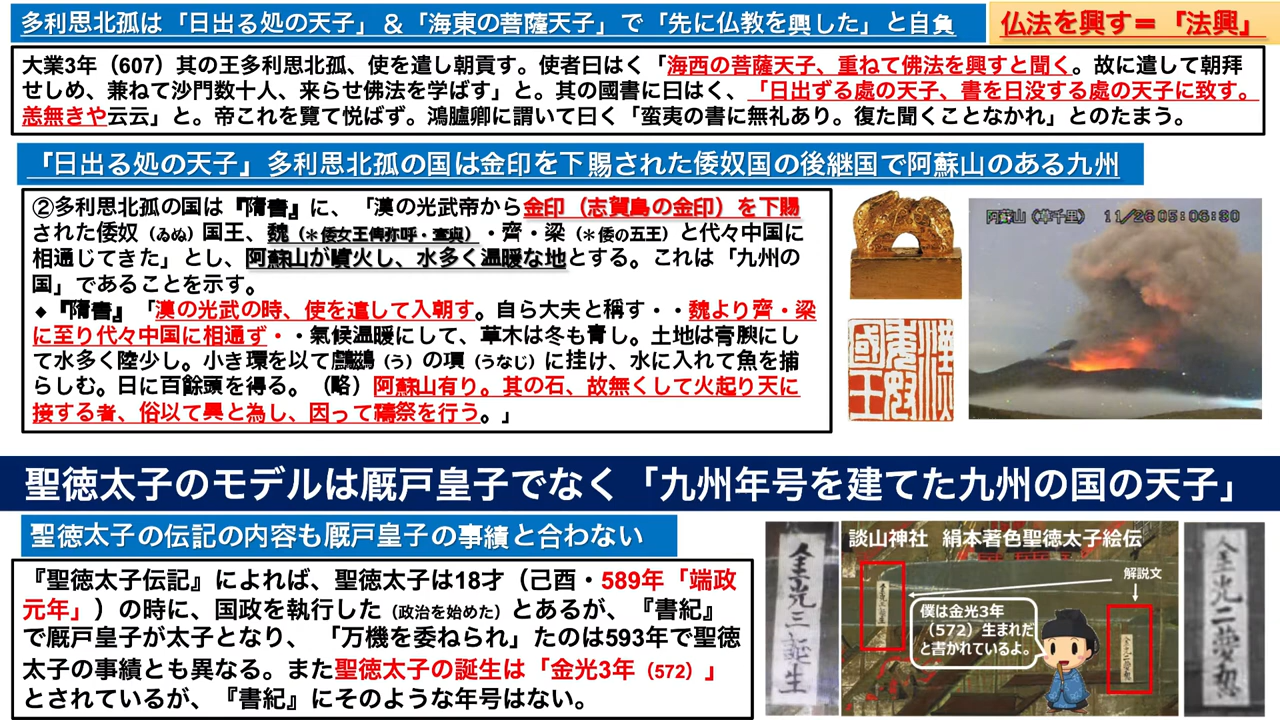 多利思北孤は「日出る処の天子」＆「海東の菩薩天子」で「先に仏教を興した」と自負
仏法を興す＝「法興」
大業3年（607）其の王多利思北孤、使を遣し朝貢す。使者曰はく「海西の菩薩天子、重ねて佛法を興すと聞く。故に遣して朝拝
せしめ、兼ねて沙門数十人、来らせ佛法を学ばす」と。其の國書に曰はく、「日出ずる處の天子、書を日没する處の天子に致す。
恙無きや云云」と。帝これを覽て悦ばず。鴻臚卿に謂いて曰く「蛮夷の書に無礼あり。復た聞くことなかれ」とのたまう。
『日出る処の天子』多利思北孤の国は金印を下賜された倭奴国の後継国で阿蘇山のある九州
②多利思北孤の国は『隋書』に、「漢の光武帝から金印（志賀島の金印）を下賜
された倭奴（ゐぬ）国王、魏（＊倭女王俾弥呼・壹與）・齊・梁（＊倭の五王）と代々中国に
相通じてきた」とし、阿蘇山が噴火し、水多く温暖な地とする。これは「九州の
国」であることを示す。
◆『隋書』「漢の光武の時、使を遣して入朝す。自ら大夫と稱す・・魏より齊・梁
に至り代々中国に相通ず・・氣候温暖にして、草木は冬も青し。土地は膏腴にし
て水多く陸少し。小き環を以て鸕鷀（う）の項（うなじ）に挂け、水に入れて魚を捕
らしむ。日に百餘頭を得る。（略）阿蘇山有り。其の石、故無くして火起り天に
接する者、俗以て異と為し、因って禱祭を行う。」
阿蘇山（草千里） 11/26 05:06:30
漢委奴國王
聖徳太子のモデルは厩戸皇子でなく「九州年号を建てた九州の国の天子」
聖徳太子の伝記の内容も厩戸皇子の事績と合わない
『聖徳太子伝記』によれば、聖徳太子は18才（己酉・589年「端政
元年」）の時に、国政を執行した（政治を始めた）とあるが、『書紀』
で厩戸皇子が太子となり、「万機を委ねられ」たのは593年で聖徳
太子の事績とも異なる。また聖徳太子の誕生は「金光3年（572）」
とされているが、『書紀』にそのような年号はない。
金光三誕生
談山神社 絹本著色聖徳太子絵伝
解説文
僕は金光３年
（572）生まれだ
と書かれているよ。
金光二夢想